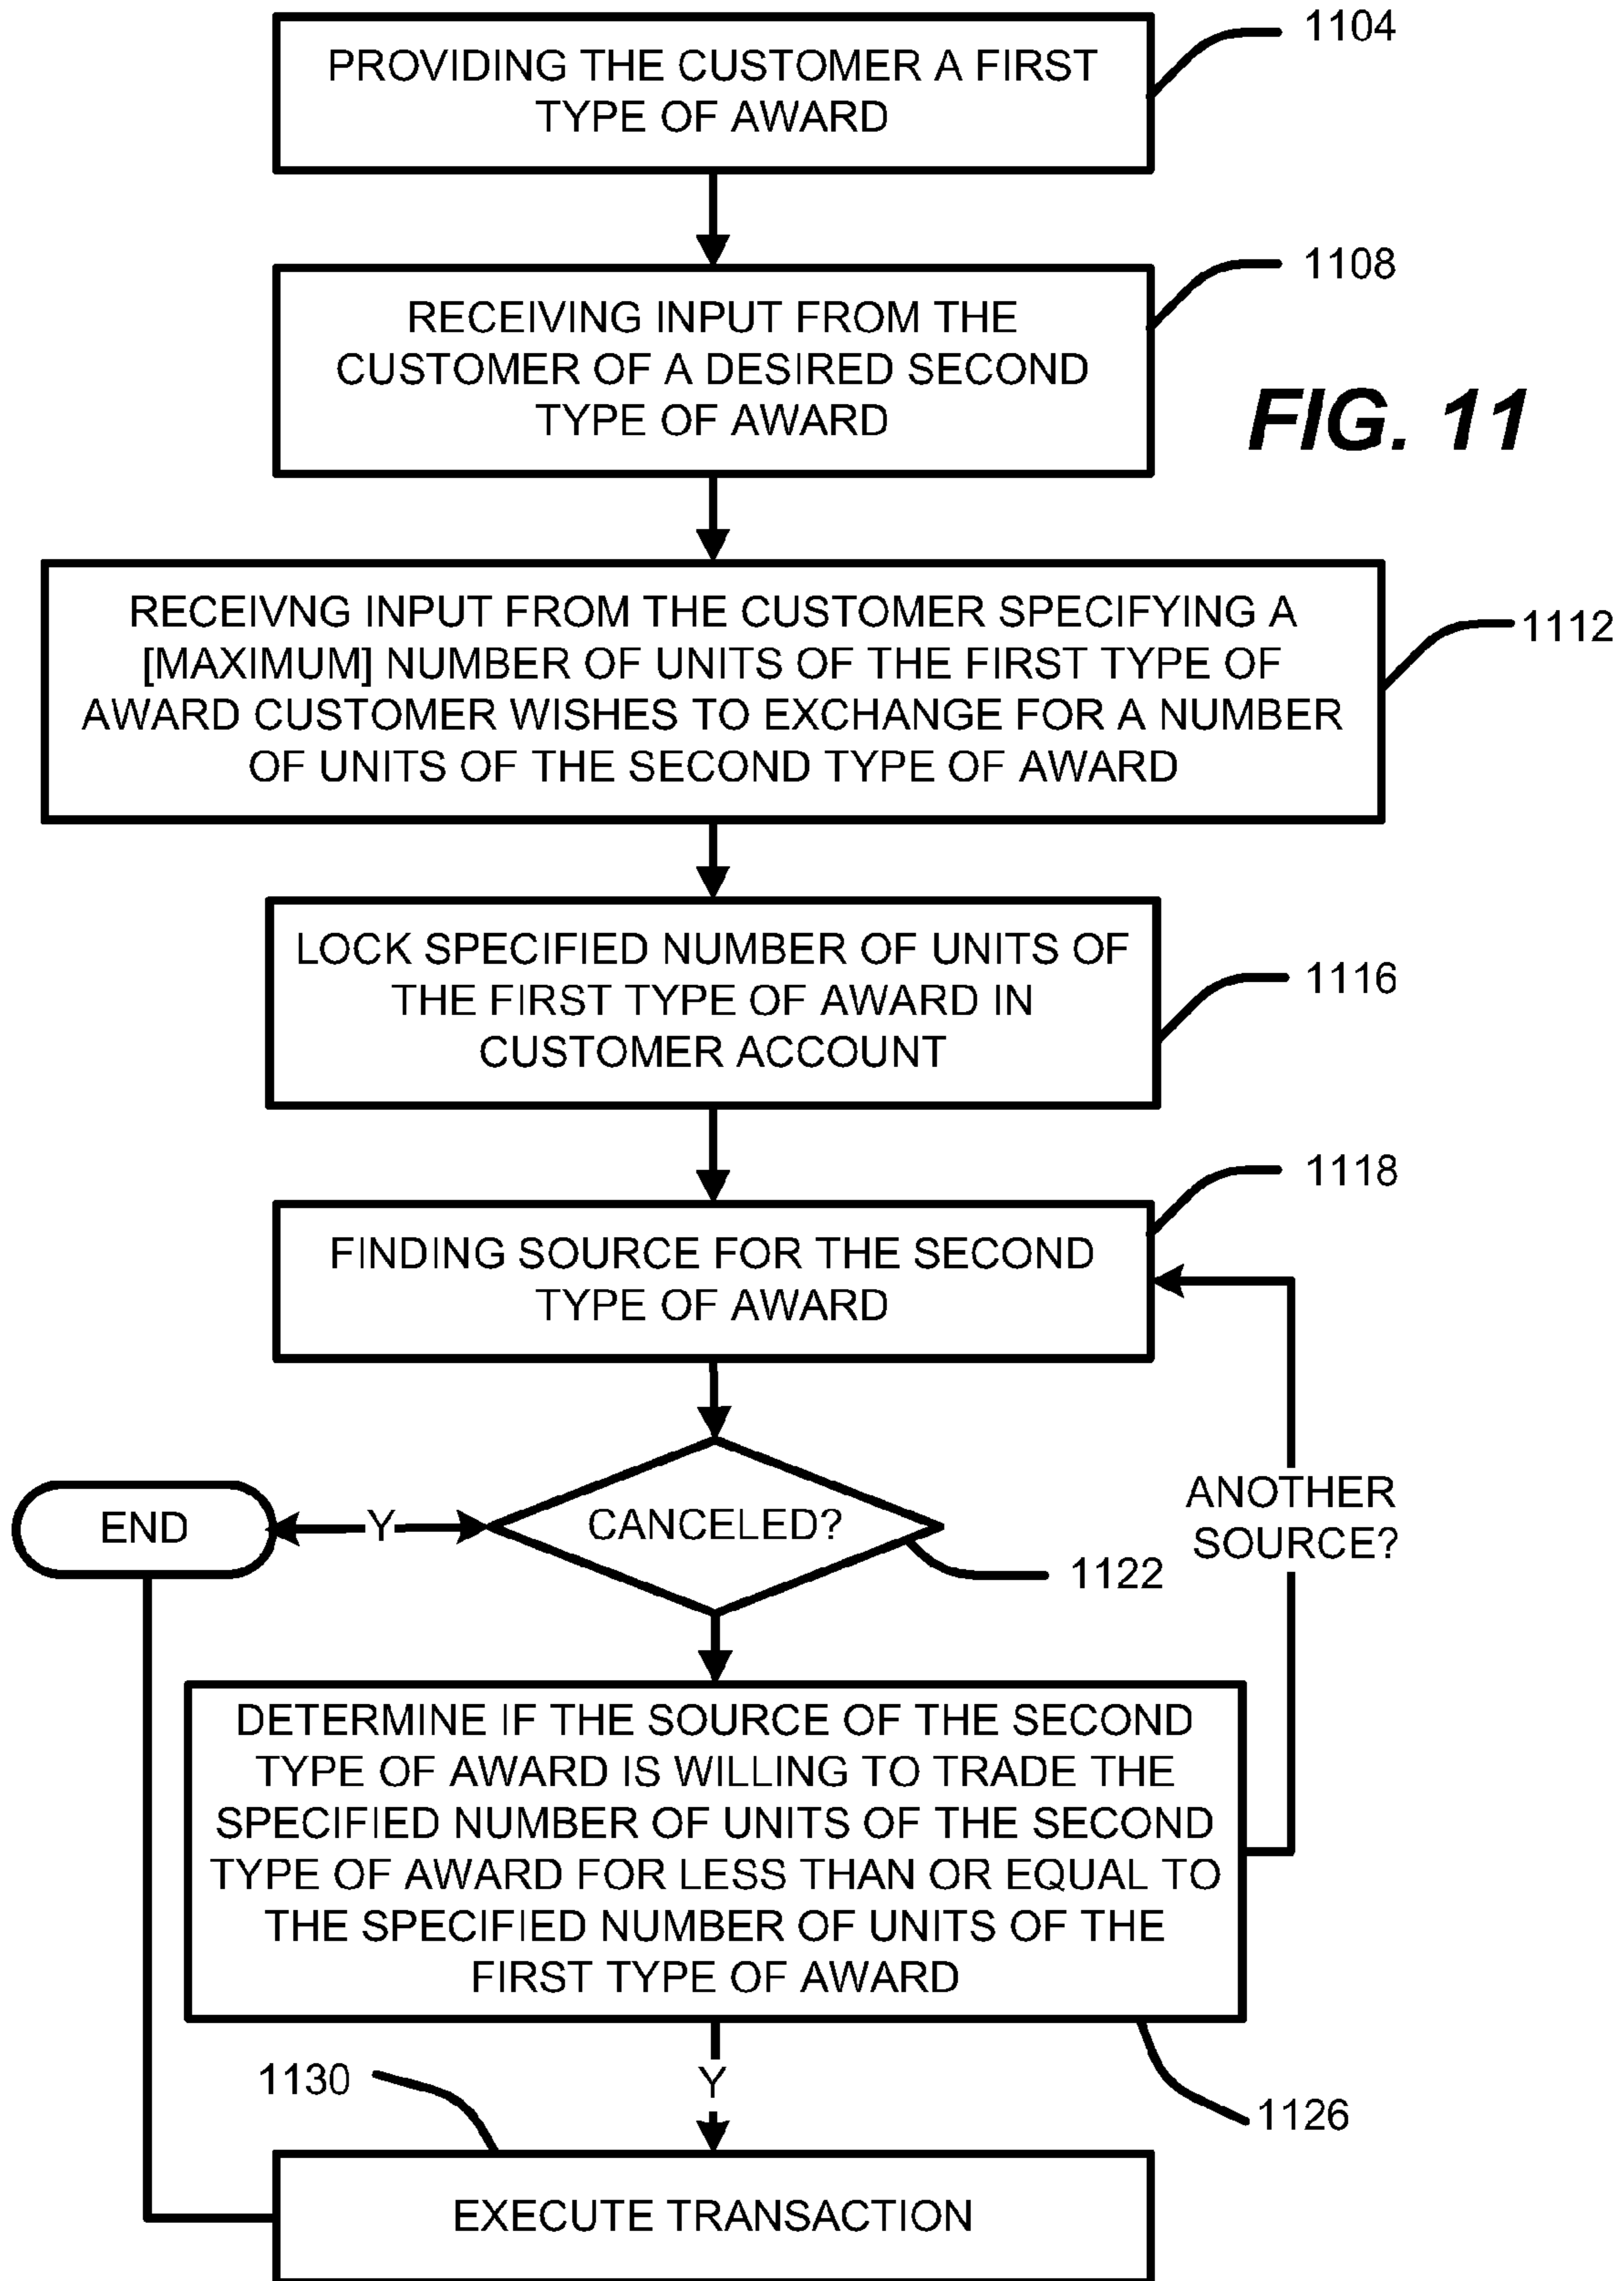 1104
PROVIDING THE CUSTOMER A FIRST
TYPE OF AWARD
1108
RECEIVING INPUT FROM THE
CUSTOMER OF A DESIRED SECOND
TYPE OF AWARD
FIG. 11
RECEIVNG INPUT FROM THE CUSTOMER SPECIFYING A
[MAXIMUM] NUMBER OF UNITS OF THE FIRST TYPE OF
AWARD CUSTOMER WISHES TO EXCHANGE FOR A NUMBER
OF UNITS OF THE SECOND TYPE OF AWARD
1112
LOCK SPECIFIED NUMBER OF UNITS OF
THE FIRST TYPE OF AWARD IN
CUSTOMER ACCOUNT
1116
1118
FINDING SOURCE FOR THE SECOND
TYPE OF AWARD
ANOTHER
SOURCE?
END
Y
CANCELED?
1122
DETERMINE IF THE SOURCE OF THE SECOND
TYPE OF AWARD IS WILLING TO TRADE THE
SPECIFIED NUMBER OF UNITS OF THE SECOND
TYPE OF AWARD FOR LESS THAN OR EQUAL TO
THE SPECIFIED NUMBER OF UNITS OF THE
FIRST TYPE OF AWARD
1130
Y
1126
EXECUTE TRANSACTION